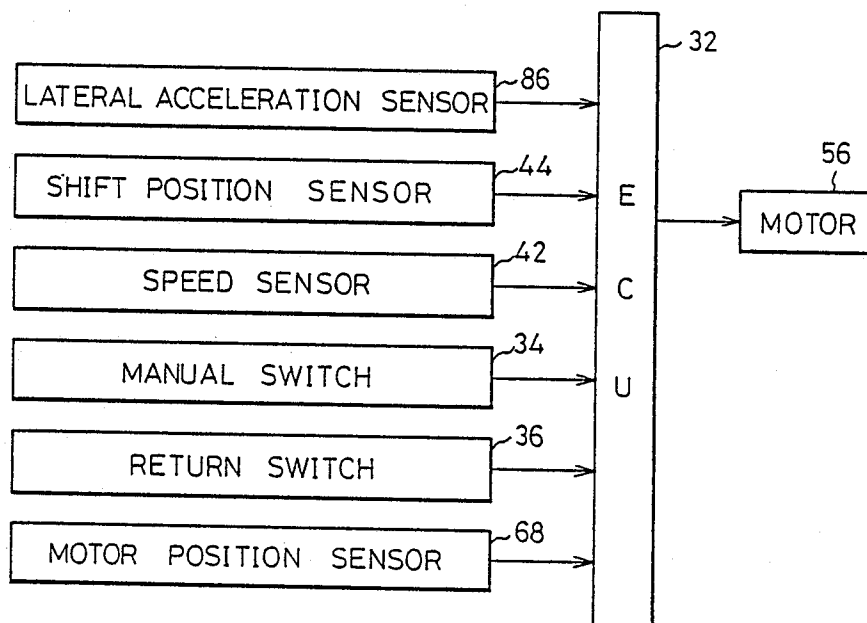 32
86
LATERAL ACCELERATION SENSOR
44
SHIFT POSITION SENSOR
56
MOTOR
42
SPEED SENSOR
34
MANUAL SWITCH
36
RETURN SWITCH
68
MOTOR POSITION SENSOR
E
C
U